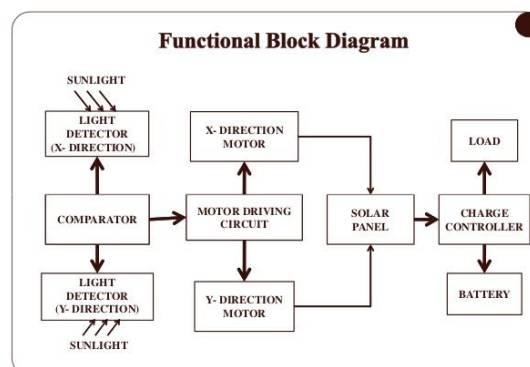 Functional Block Diagram
SUNLIGHT
LIGHT
DETECTOR
(X- DIRECTION)
X- DIRECTION
MOTOR
LOAD
COMPARATOR
MOTOR DRIVING
CIRCUIT
SOLAR
PANEL
CHARGE
CONTROLLER
LIGHT
DETECTOR
(Y- DIRECTION)
Y- DIRECTION
MOTOR
BATTERY
SUNLIGHT